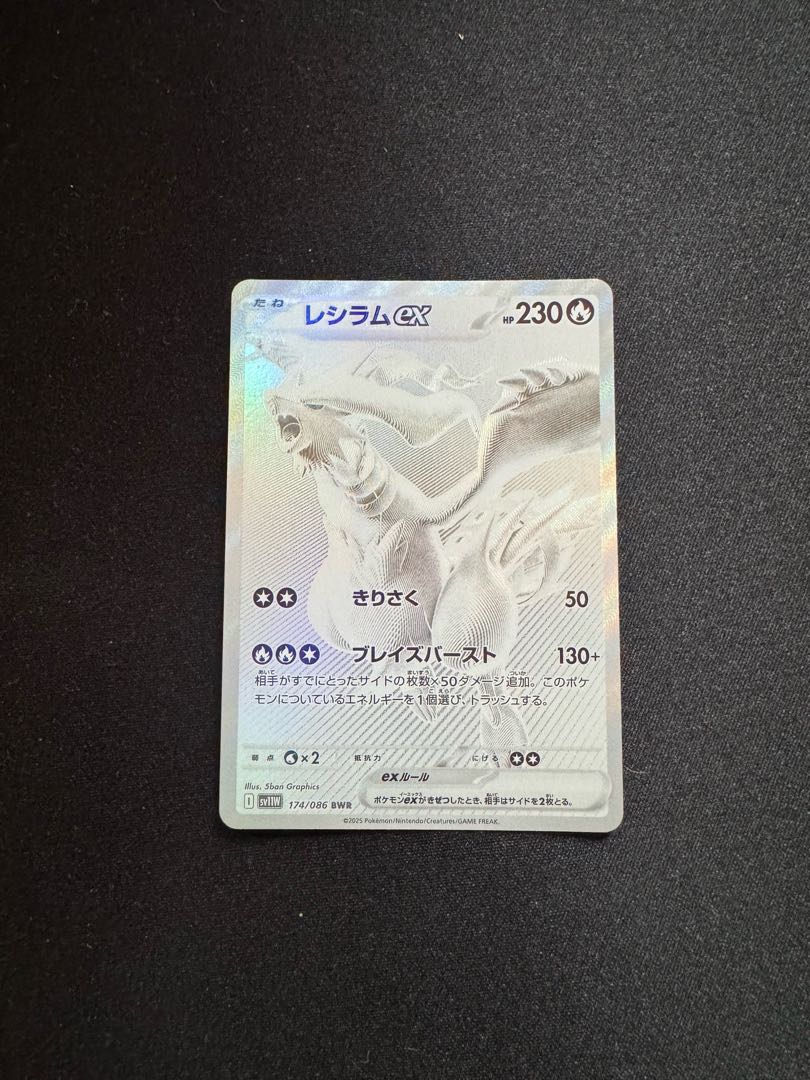 たね レシラムex HP 230
きりさく 50
ブレイズバースト 130+
相手がすでにとったサイドの枚数×50ダメージ追加。このポケ
モンについているエネルギーを1個選び、トラッシュする。
弱点 ×2 抵抗力 にげる
exルール
ポケモンexがきぜつしたとき、相手はサイドを2枚とる。
Illus. 5ban Graphics
I sv11W 174/086 BWR
©2025 Pokémon/Nintendo/Creatures/GAME FREAK.